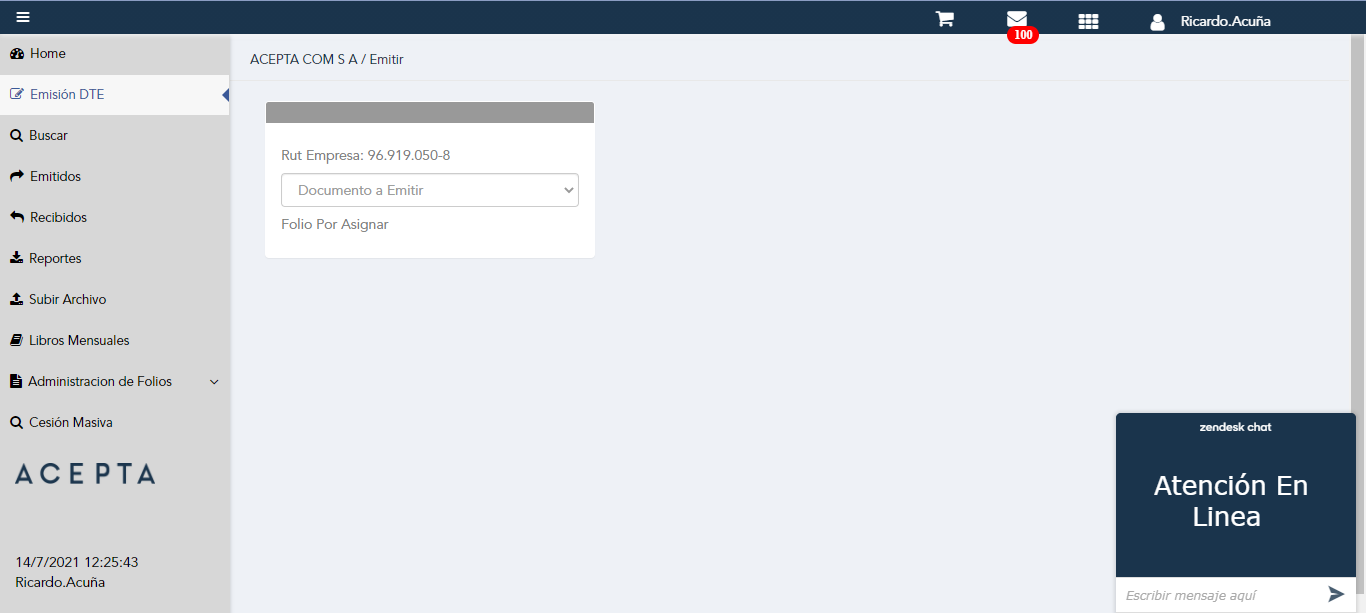 100
Ricardo.Acuña
Home
Emisión DTE
Buscar
Emitidos
Recibidos
Reportes
Subir Archivo
Libros Mensuales
Administracion de Folios
Cesión Masiva
ACEPTA
14/7/2021 12:25:43
Ricardo.Acuña
ACEPTA COM S A / Emitir
Rut Empresa: 96.919.050-8
Documento a Emitir
Folio Por Asignar
zendesk chat
Atención En
Linea
Escribir mensaje aquí